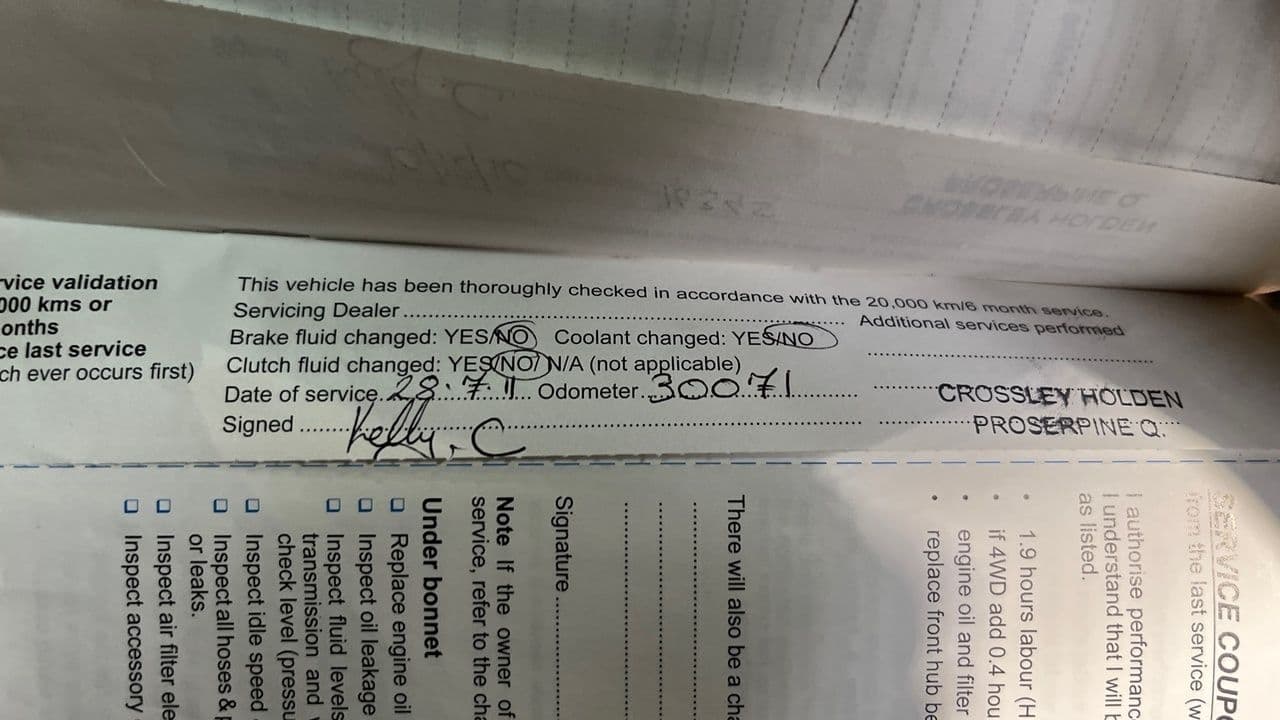 16342
PROSERPINE Q
CROSSLEY HOLDEN
vice validation
000 kms or
onths
ce last service
ch ever occurs first)
This vehicle has been thoroughly checked in accordance with the 20,000 km/6 month service.
Servicing Dealer
Additional services performed
Brake fluid changed: YES/NO Coolant changed: YES/NO
Clutch fluid changed: YES/NO/ N/A (not applicable)
Date of service. 28.7.11 Odometer. 30071
Signed Kelly. C
CROSSLEY HOLDEN
PROSERPINE Q.
SERVICE COUP
from the last service (w
I authorise performanc
I understand that I will b
as listed.
• 1.9 hours labour (H
• if 4WD add 0.4 hou
• engine oil and filter
• replace front hub be
There will also be a cha
Signature
Note If the owner of
service, refer to the cha
Under bonnet
❑ Replace engine oil
❑ Inspect oil leakage
❑ Inspect fluid levels
transmission and
check level (pressu
❑ Inspect idle speed
❑ Inspect all hoses &
or leaks.
❑ Inspect air filter ele
❑ Inspect accessory